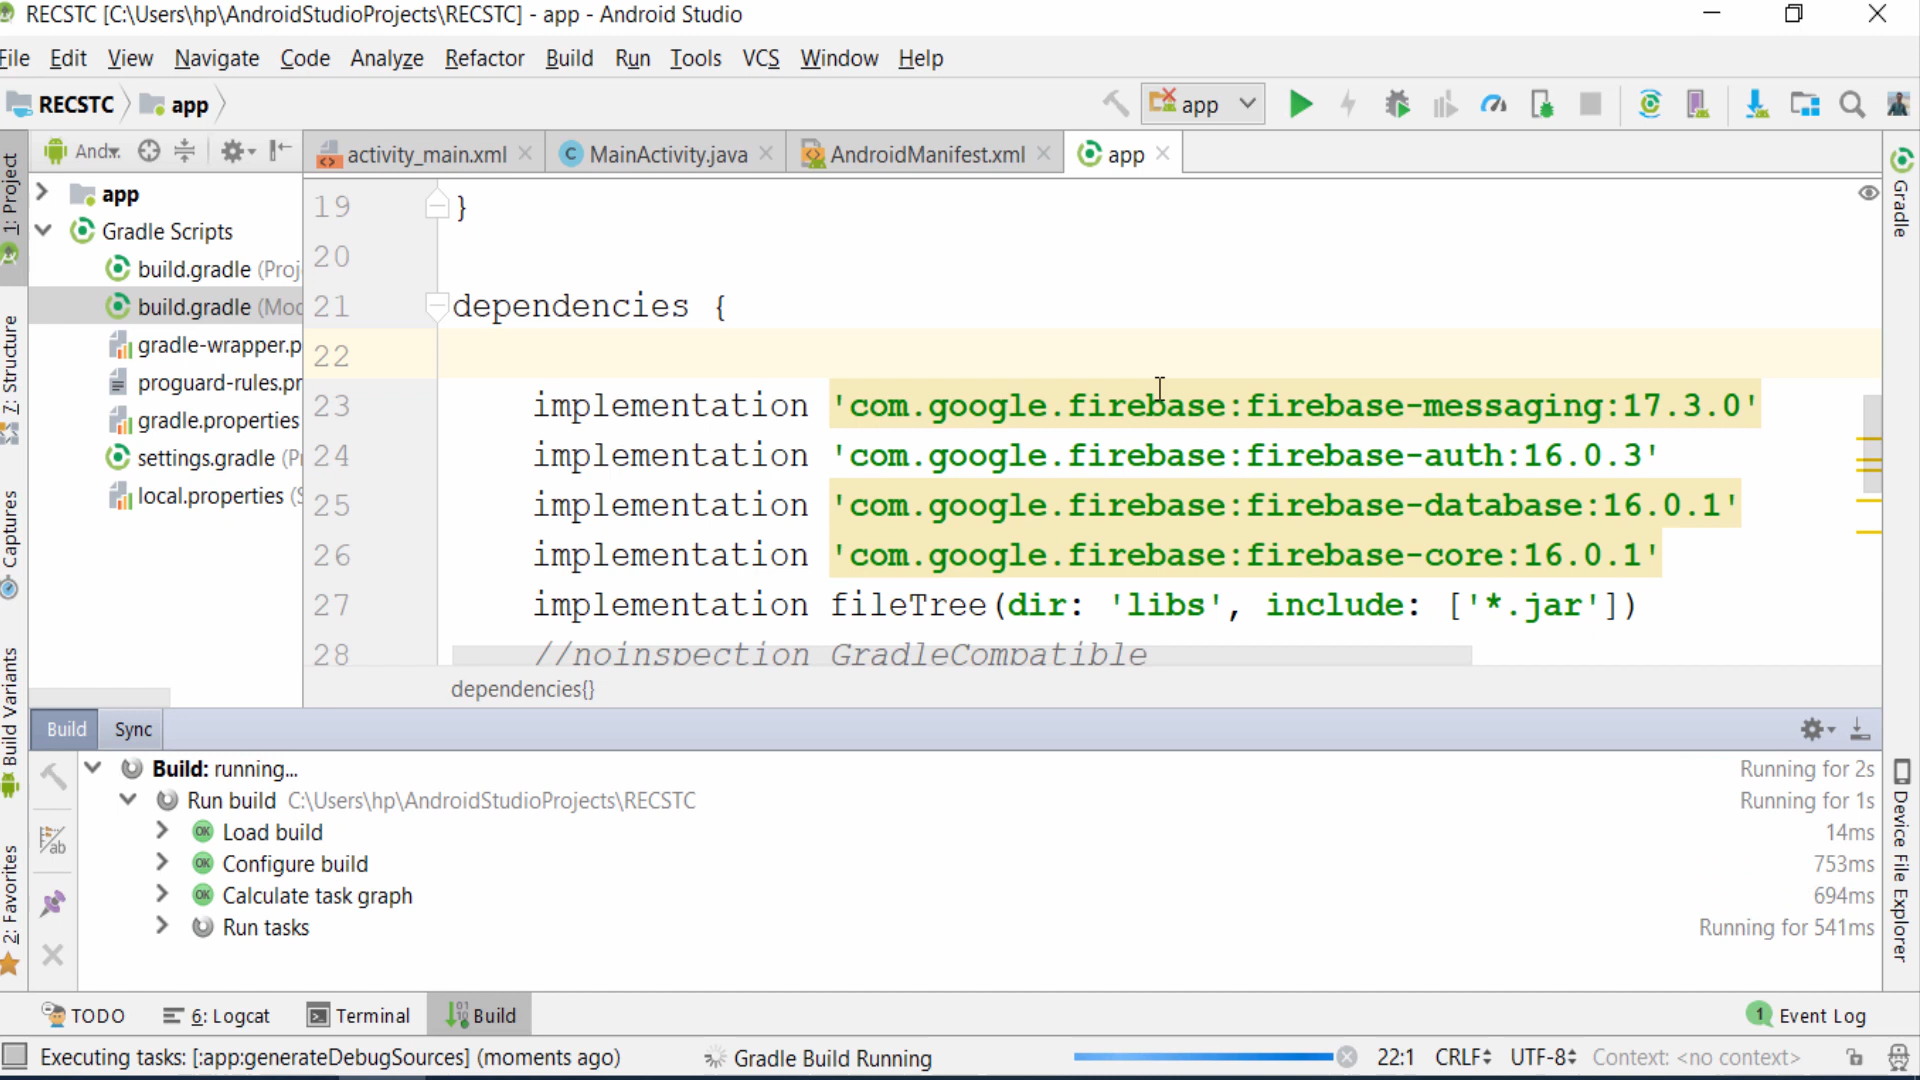 RECSTC [C:\Users\hp\AndroidStudioProjects\RECSTC] - app - Android Studio
File Edit View Navigate Code Analyze Refactor Build Run Tools VCS Window Help
RECSTC app
app
1: Project
7: Structure
Captures
Build Variants
2: Favorites
And
app
Gradle Scripts
build.gradle (Proj
build.gradle (Moc
gradle-wrapper.p
proguard-rules.pr
gradle.properties
settings.gradle (P
local.properties (S
activity_main.xml MainActivity.java AndroidManifest.xml app
19 }
20
21 dependencies {
22
23 implementation 'com.google.firebase:firebase-messaging:17.3.0'
24 implementation 'com.google.firebase:firebase-auth:16.0.3'
25 implementation 'com.google.firebase:firebase-database:16.0.1'
26 implementation 'com.google.firebase:firebase-core:16.0.1'
27 implementation fileTree(dir: 'libs', include: ['*.jar'])
28 //noinspection GradleCompatible
dependencies{}
Gradle
Device File Explorer
Build Sync
Build: running... Running for 2s
Run build C:\Users\hp\AndroidStudioProjects\RECSTC Running for 1s
OK Load build 14ms
OK Configure build 753ms
OK Calculate task graph 694ms
Run tasks Running for 541ms
TODO 6: Logcat Terminal Build 1 Event Log
Executing tasks: [:app:generateDebugSources] (moments ago) Gradle Build Running 22:1 CRLF UTF-8 Context: <no context>